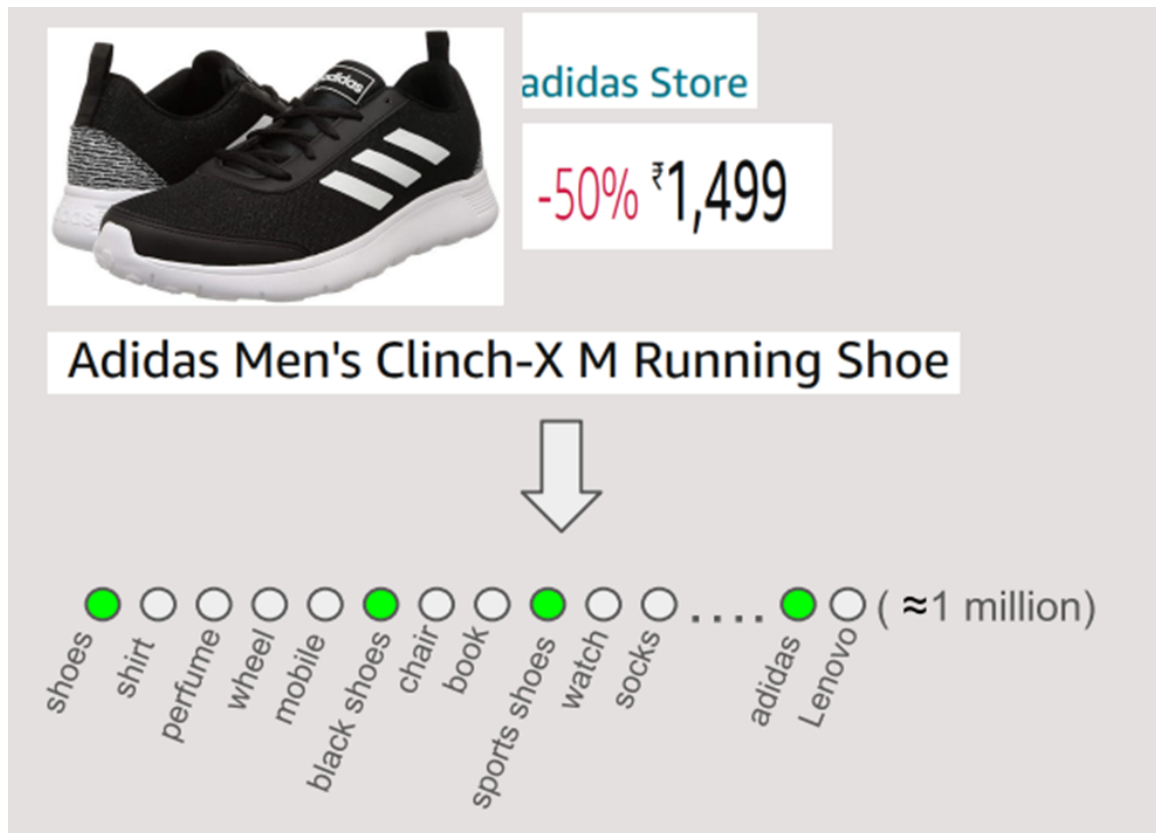 adidas
adidas Store
-50% ₹1,499
Adidas Men's Clinch-X M Running Shoe
shoes
shirt
perfume
wheel
mobile
black shoes
chair
book
sports shoes
watch
socks
....
adidas
Lenovo
( ≈1 million)